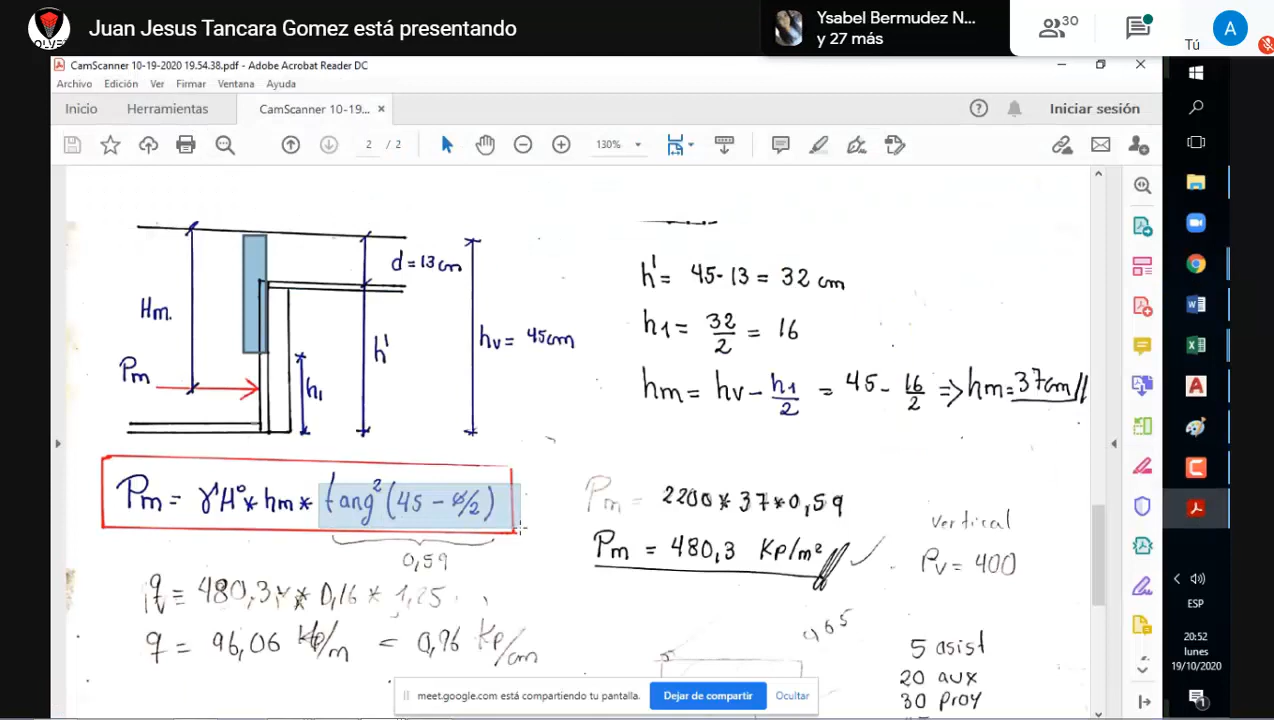 Juan Jesus Tancara Gomez está presentando
Ysabel Bermudez N...
y 27 más
30
A
Tú
CamScanner 10-19-2020 19.54.38.pdf - Adobe Acrobat Reader DC
Archivo Edición Ver Firmar Ventana Ayuda
Inicio Herramientas CamScanner 10-19... × Iniciar sesión
2 / 2 130%
d = 13 cm
Hm.
hv = 45cm
h'
Pm
h1
h' = 45-13 = 32 cm
h1 = 32/2 = 16
hm = hv - h1/2 = 45 - 16/2 => hm = 37cm//
Pm = γH° * hm * tang²(45 - ø/2)
0,59
q = 480,3 * 0,16 * 1,25
q = 96,06 Kp/m = 0,96 Kp/cm
Pm = 2200*37*0,59
Pm = 480,3 Kp/m²
vertical
Pv = 400
0,65
5 asist
20 aux
30 proy
meet.google.com está compartiendo tu pantalla. Dejar de compartir Ocultar
ESP
20:52
lunes
19/10/2020
1